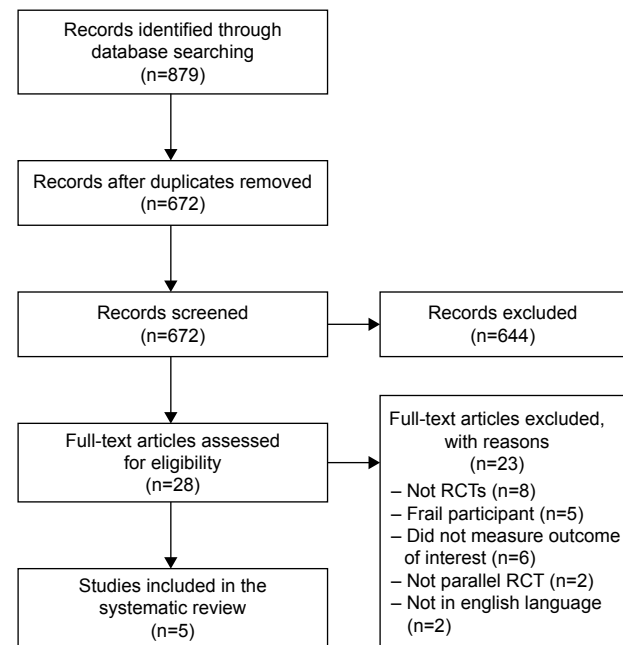 Records identified through
database searching
(n=879)
Records after duplicates removed
(n=672)
Records screened
(n=672)
Records excluded
(n=644)
Full-text articles assessed
for eligibility
(n=28)
Full-text articles excluded,
with reasons
(n=23)
– Not RCTs (n=8)
– Frail participant (n=5)
– Did not measure outcome
of interest (n=6)
– Not parallel RCT (n=2)
– Not in english language
(n=2)
Studies included in the
systematic review
(n=5)